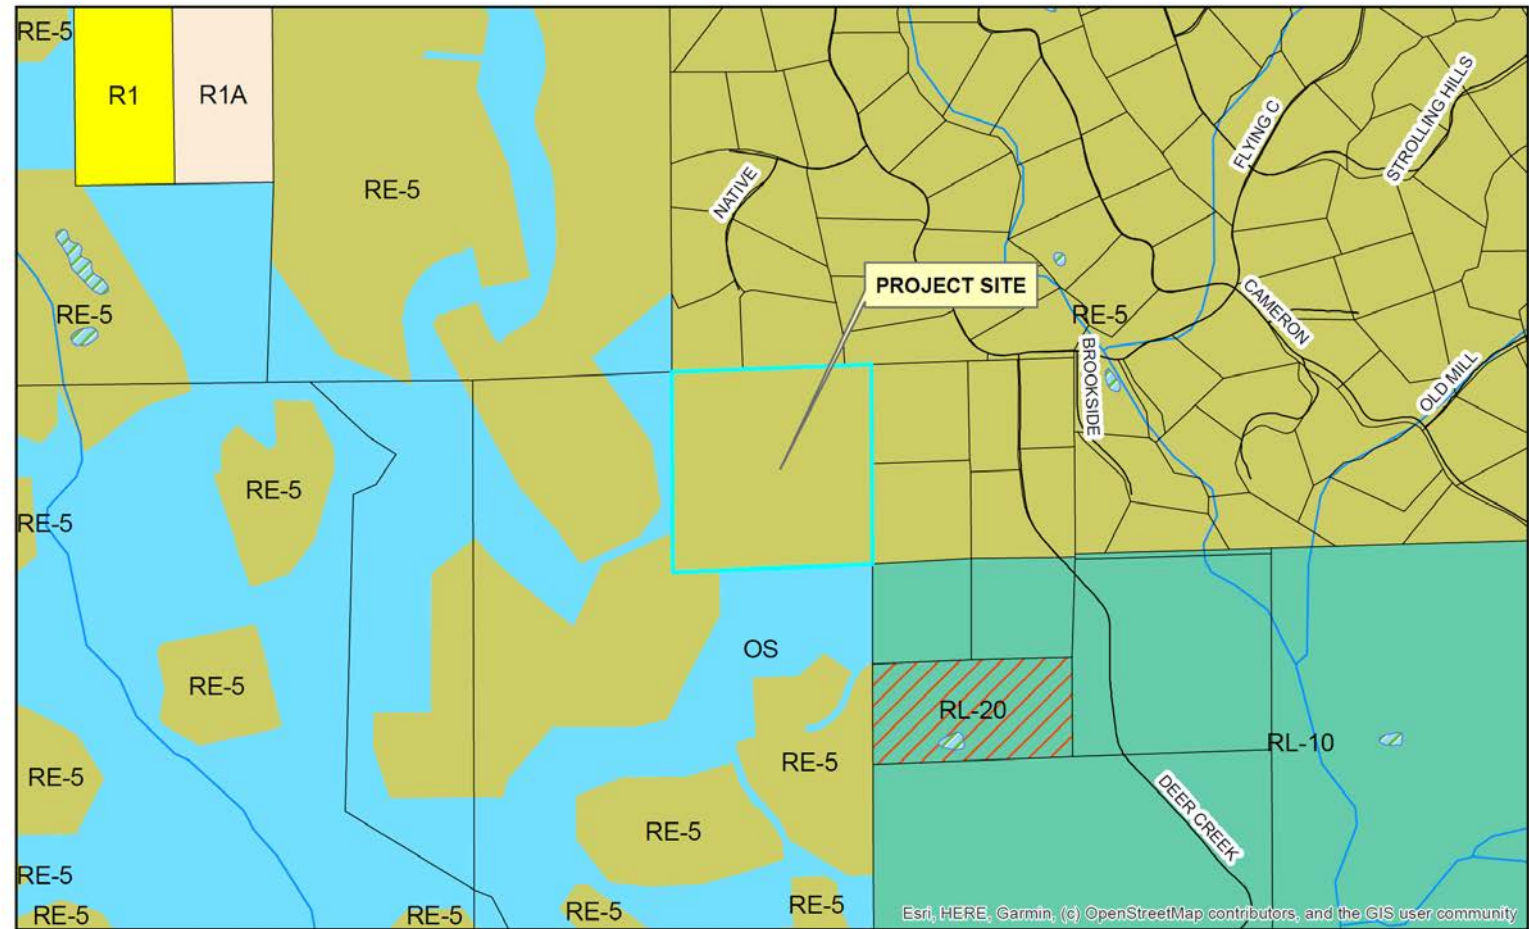 RE-5
R1
R1A
RE-5
STROLLING HILLS
FLYING C
NATIVE
PROJECT SITE
RE-5
RE-5
CAMERON
BROOKSIDE
OLD MILL
RE-5
RE-5
OS
RE-5
RL-20
RL-10
RE-5
RE-5
DEER CREEK
RE-5
RE-5
RE-5
RE-5
RE-5
RE-5
Esri, HERE, Garmin, (c) OpenStreetMap contributors, and the GIS user community